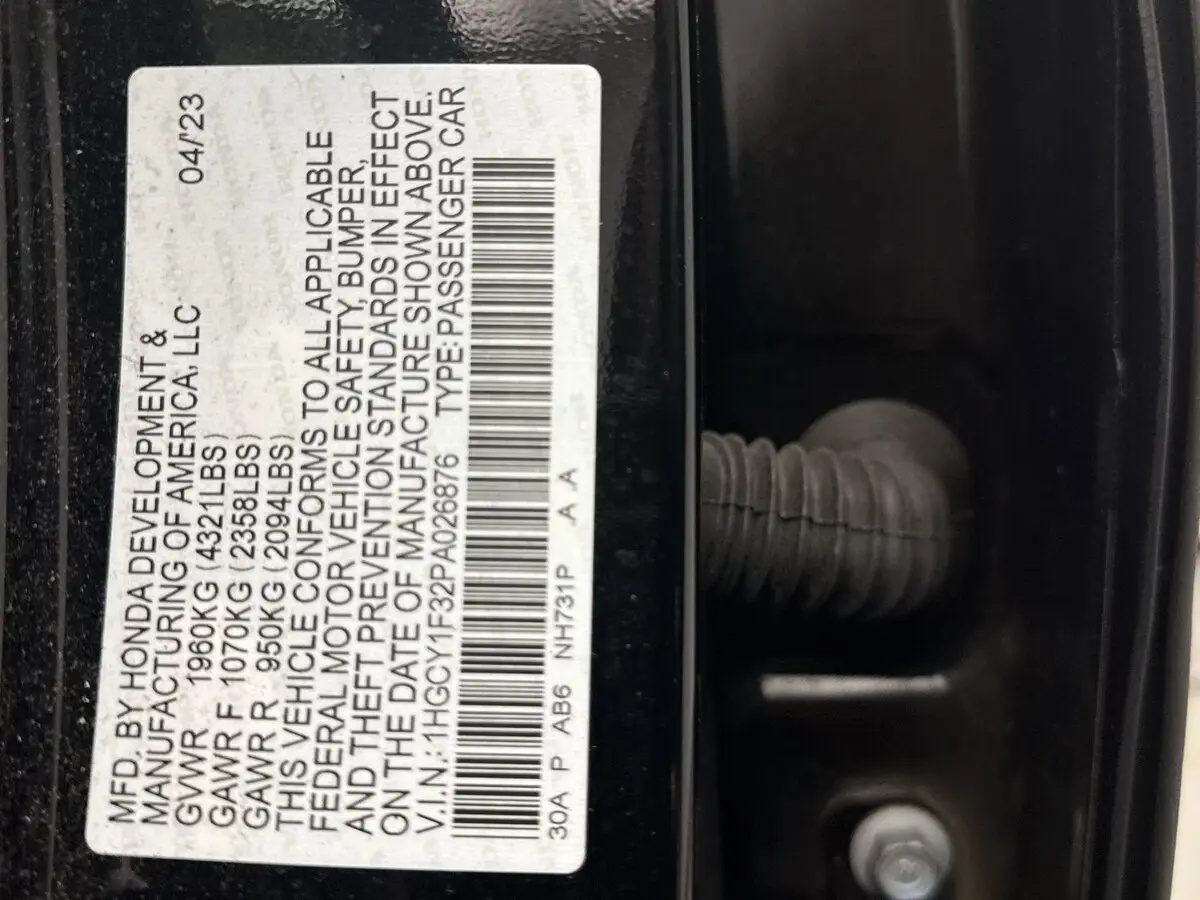 MFD. BY HONDA DEVELOPMENT &
MANUFACTURING OF AMERICA, LLC 04/'23
GVWR 1960KG (4321LBS)
GAWR F 1070KG (2358LBS)
GAWR R 950KG (2094LBS)
THIS VEHICLE CONFORMS TO ALL APPLICABLE
FEDERAL MOTOR VEHICLE SAFETY, BUMPER,
AND THEFT PREVENTION STANDARDS IN EFFECT
ON THE DATE OF MANUFACTURE SHOWN ABOVE.
V.I.N.:1HGCY1F32PA026876 TYPE:PASSENGER CAR
30A P AB6 NH731P A A